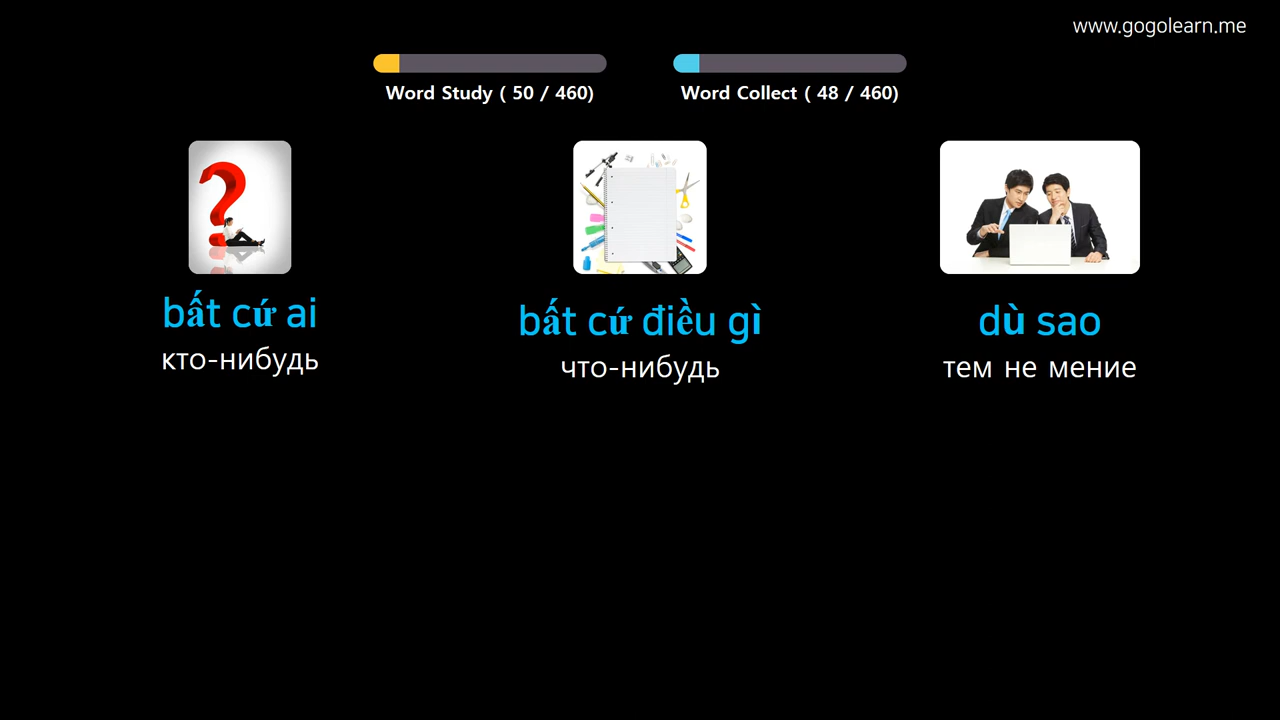 www.gogolearn.me
Word Study ( 50 / 460)
Word Collect ( 48 / 460)
bất cứ ai
кто-нибудь
bất cứ điều gì
что-нибудь
dù sao
тем не мение